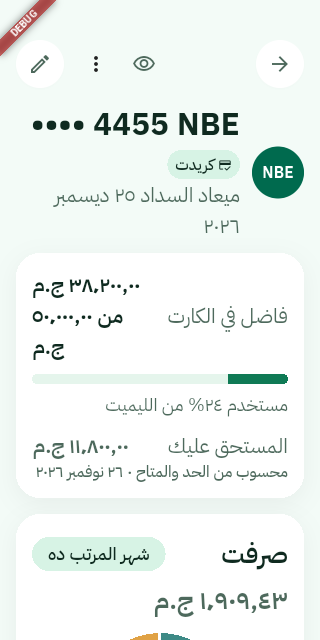 DEBUG
•••• 4455 NBE
NBE
كريدت
ميعاد السداد ٢٥ ديسمبر
٢٠٢٦
فاضل في الكارت
٣٨,٢٠٠,٠٠ ج.م
من ٥٠,٠٠٠,٠٠
ج.م
مستخدم ٢٤% من الليميت
المستحق عليك
١١,٨٠٠,٠٠ ج.م
محسوب من الحد والمتاح · ٢٦ نوفمبر ٢٠٢٦
صرفت
شهر المرتب ده
١,٩٠٩,٤٣ ج.م